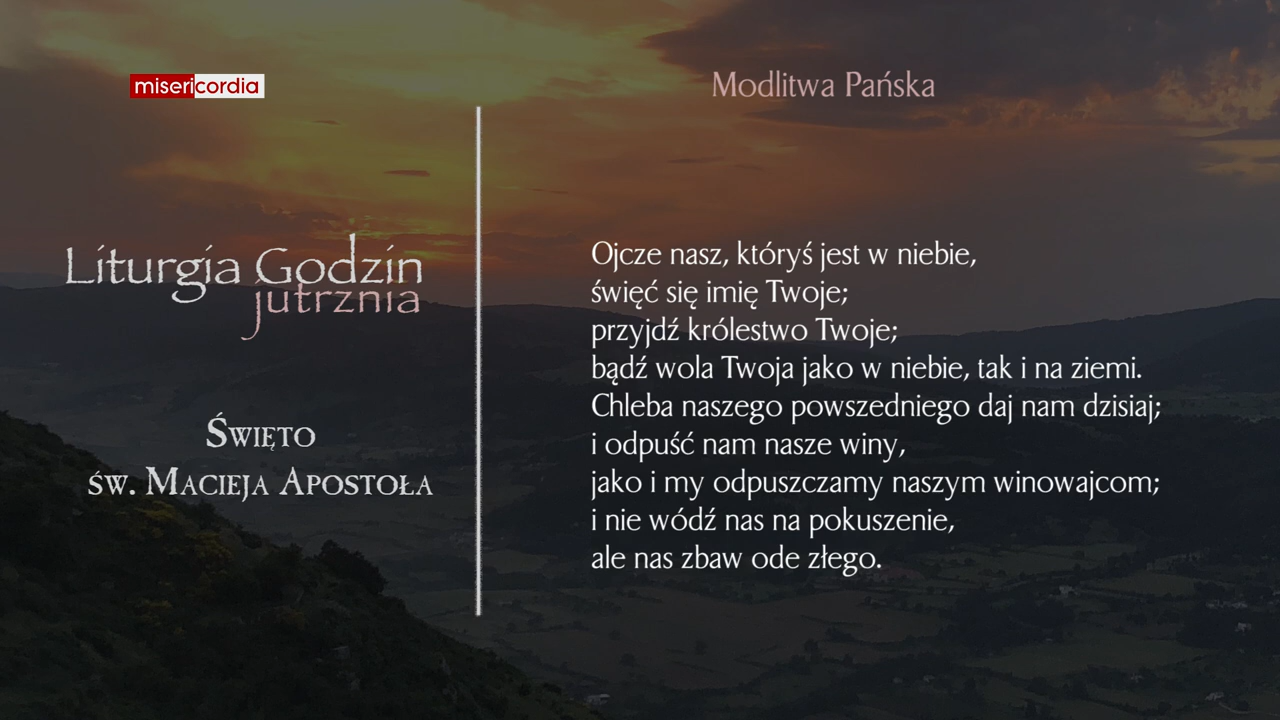 misericordia
Liturgia Godzin
jutrznia
Święto
św. Macieja Apostoła
Modlitwa Pańska
Ojcze nasz, któryś jest w niebie,
święć się imię Twoje;
przyjdź królestwo Twoje;
bądź wola Twoja jako w niebie, tak i na ziemi.
Chleba naszego powszedniego daj nam dzisiaj;
i odpuść nam nasze winy,
jako i my odpuszczamy naszym winowajcom;
i nie wódź nas na pokuszenie,
ale nas zbaw ode złego.